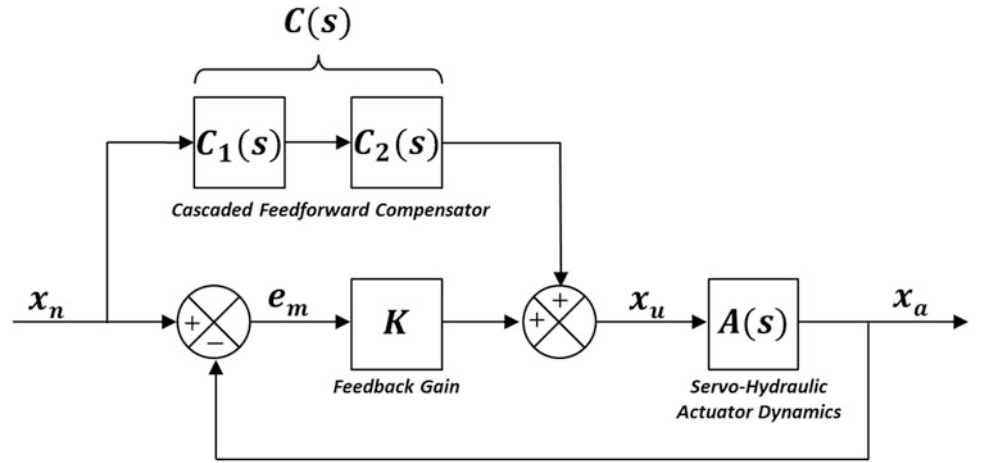 C(s)
C₁(s)
C₂(s)
Cascaded Feedforward Compensator
xₙ
+
−
eₘ
K
Feedback Gain
+
+
xᵤ
A(s)
Servo-Hydraulic
Actuator Dynamics
xₐ